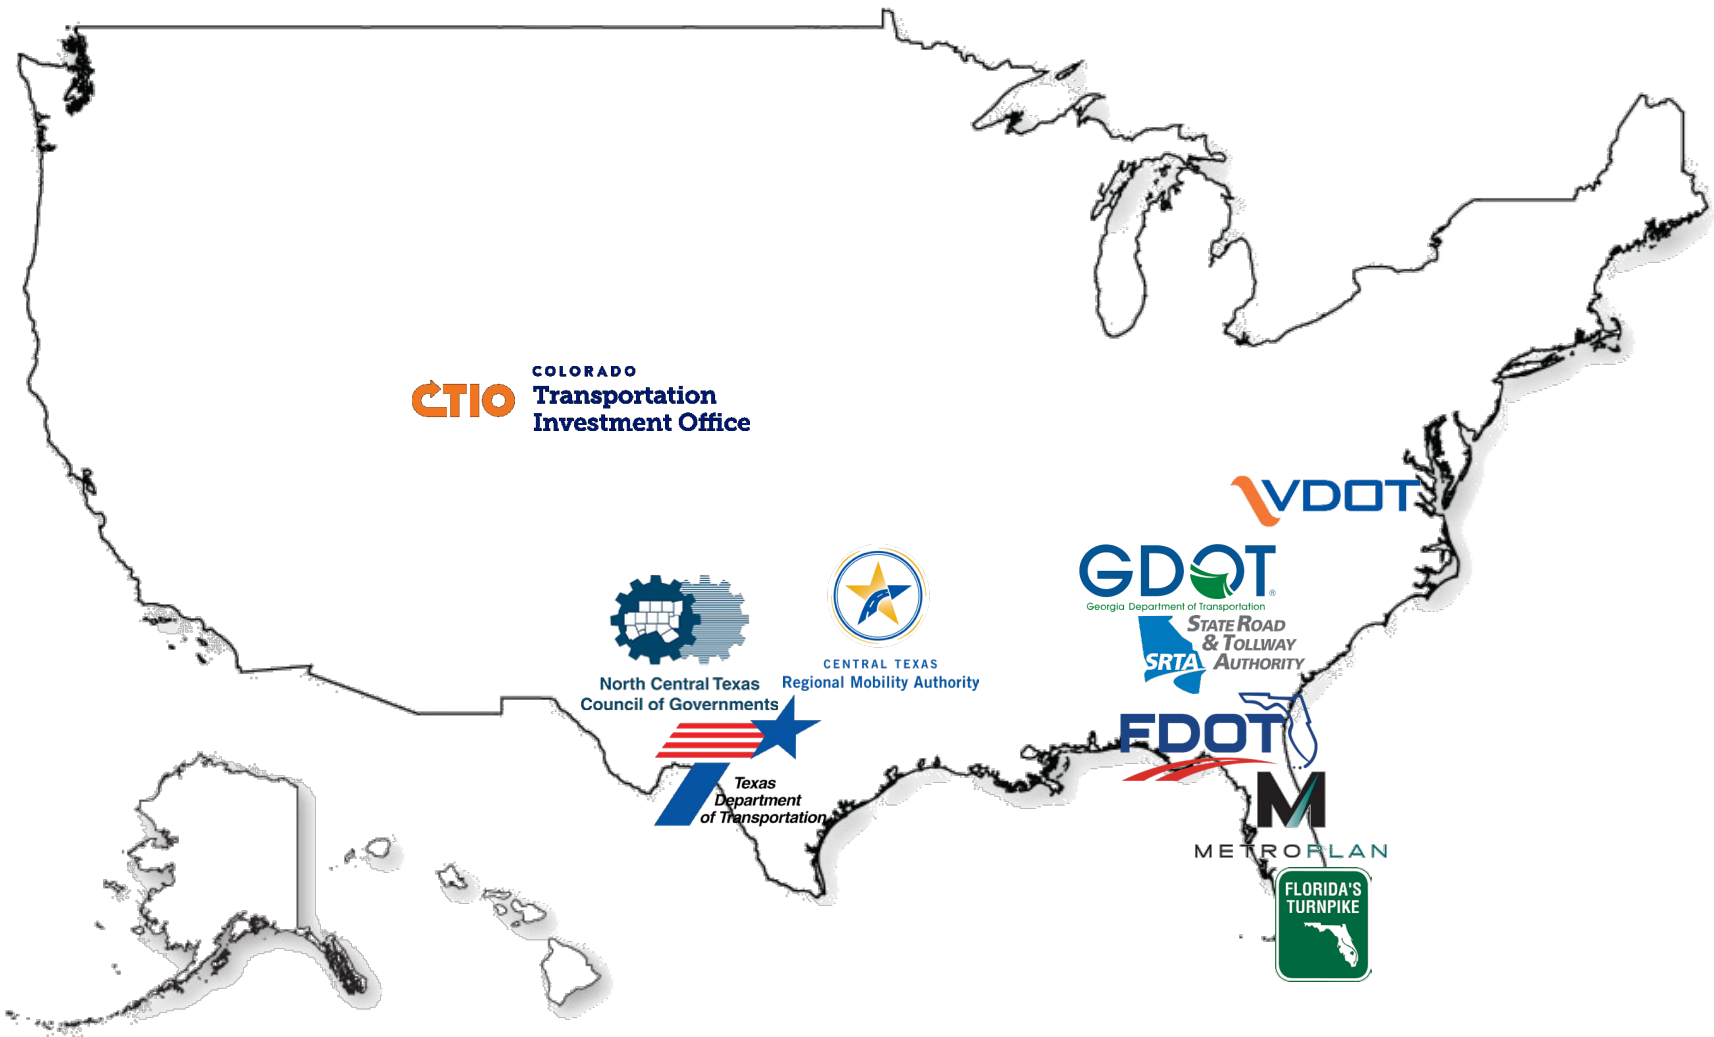 CTIO
COLORADO
Transportation
Investment Office
VDOT
GDOT®
Georgia Department of Transportation
STATE ROAD
& TOLLWAY
AUTHORITY
SRTA
North Central Texas
Council of Governments
CENTRAL TEXAS
Regional Mobility Authority
Texas
Department
of Transportation
FDOT
M
METROPLAN
FLORIDA'S
TURNPIKE